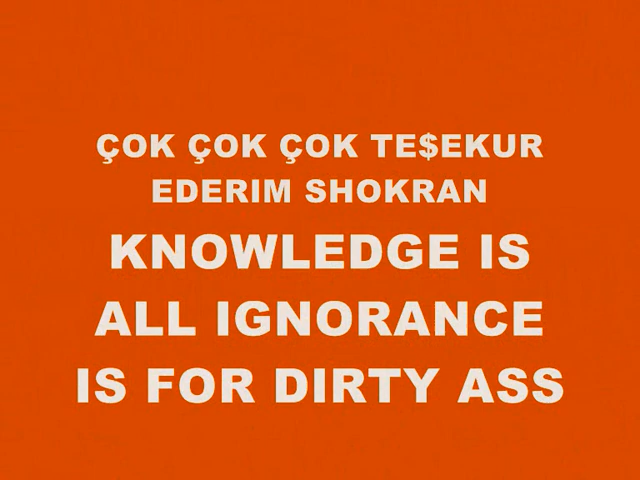 ÇOK ÇOK ÇOK TE$EKUR
EDERIM SHOKRAN
KNOWLEDGE IS
ALL IGNORANCE
IS FOR DIRTY ASS